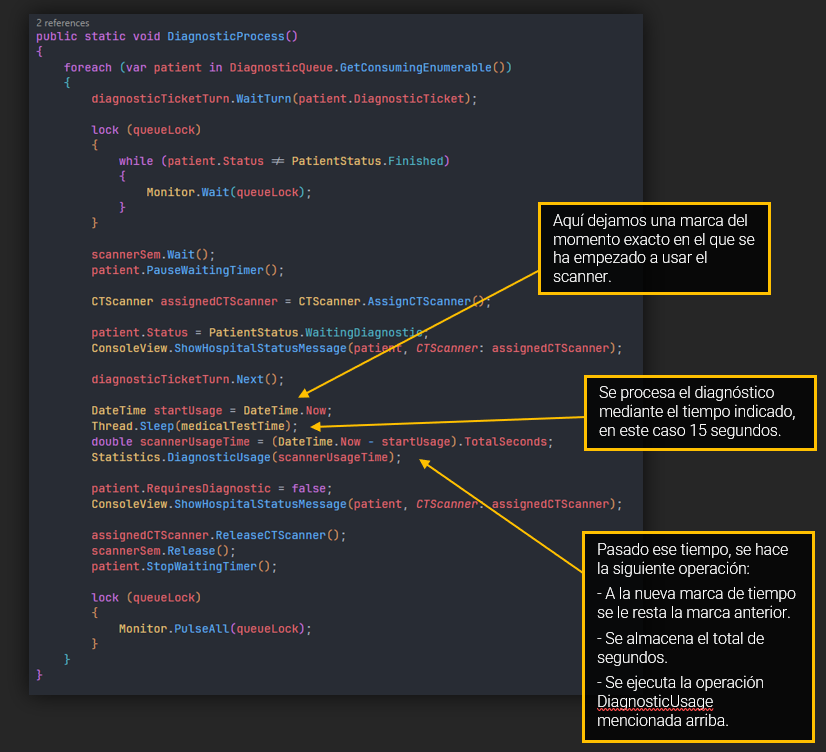 2 references
public static void DiagnosticProcess()
{
foreach (var patient in DiagnosticQueue.GetConsumingEnumerable())
{
diagnosticTicketTurn.WaitTurn(patient.DiagnosticTicket);
lock (queueLock)
{
while (patient.Status ≠ PatientStatus.Finished)
{
Monitor.Wait(queueLock);
}
}
scannerSem.Wait();
patient.PauseWaitingTimer();
CTScanner assignedCTScanner = CTScanner.AssignCTScanner();
patient.Status = PatientStatus.WaitingDiagnostic;
ConsoleView.ShowHospitalStatusMessage(patient, CTScanner: assignedCTScanner);
diagnosticTicketTurn.Next();
DateTime startUsage = DateTime.Now;
Thread.Sleep(medicalTestTime);
double scannerUsageTime = (DateTime.Now - startUsage).TotalSeconds;
Statistics.DiagnosticUsage(scannerUsageTime);
patient.RequiresDiagnostic = false;
ConsoleView.ShowHospitalStatusMessage(patient, CTScanner: assignedCTScanner);
assignedCTScanner.ReleaseCTScanner();
scannerSem.Release();
patient.StopWaitingTimer();
lock (queueLock)
{
Monitor.PulseAll(queueLock);
}
}
}
Aquí dejamos una marca del
momento exacto en el que se
ha empezado a usar el
scanner.
Se procesa el diagnóstico
mediante el tiempo indicado,
en este caso 15 segundos.
Pasado ese tiempo, se hace
la siguiente operación:
- A la nueva marca de tiempo
se le resta la marca anterior.
- Se almacena el total de
segundos.
- Se ejecuta la operación
DiagnosticUsage
mencionada arriba.